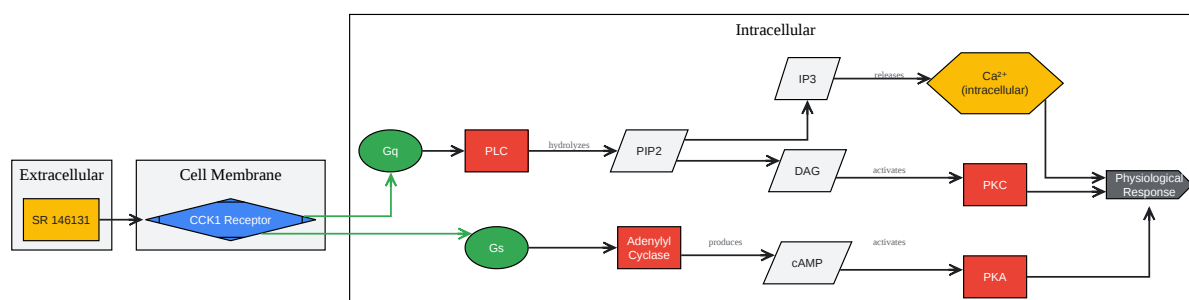 Intracellular
IP3
releases
Ca²⁺
(intracellular)
Gq
PLC
hydrolyzes
PIP2
DAG
activates
PKC
Physiological
Response
Extracellular
SR 146131
Cell Membrane
CCK1 Receptor
Gs
Adenylyl
Cyclase
produces
cAMP
activates
PKA